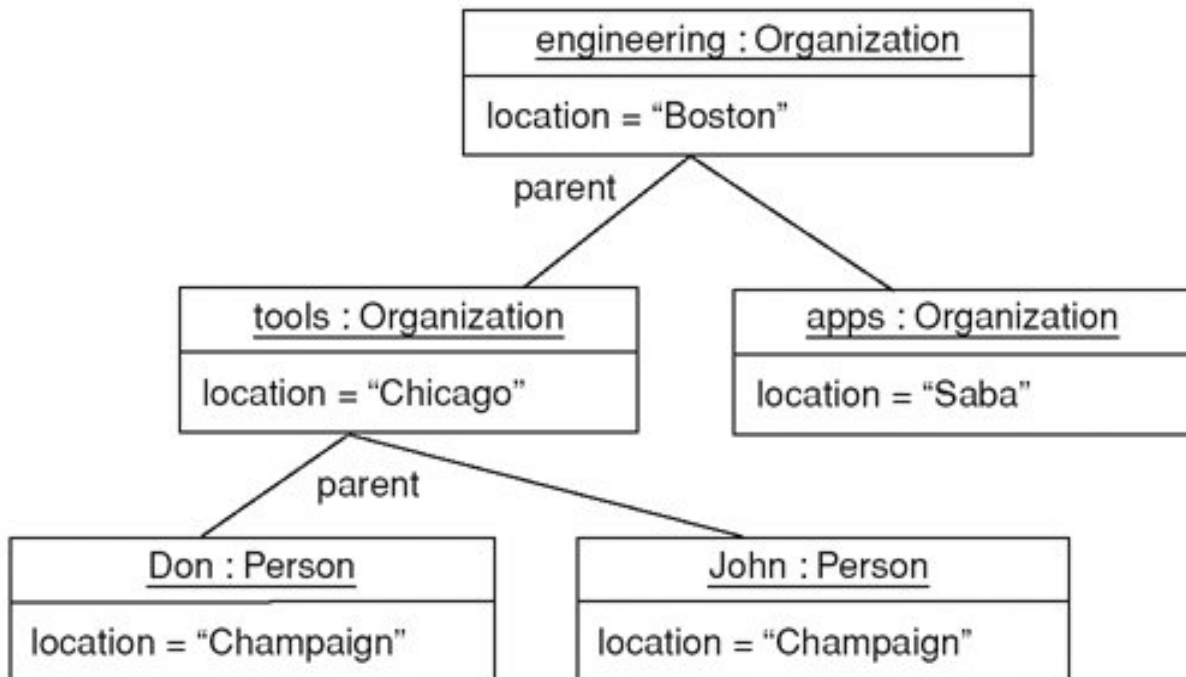 engineering : Organization
location = “Boston”
parent
tools : Organization
location = “Chicago”
apps : Organization
location = “Saba”
parent
Don : Person
location = “Champaign”
John : Person
location = “Champaign”